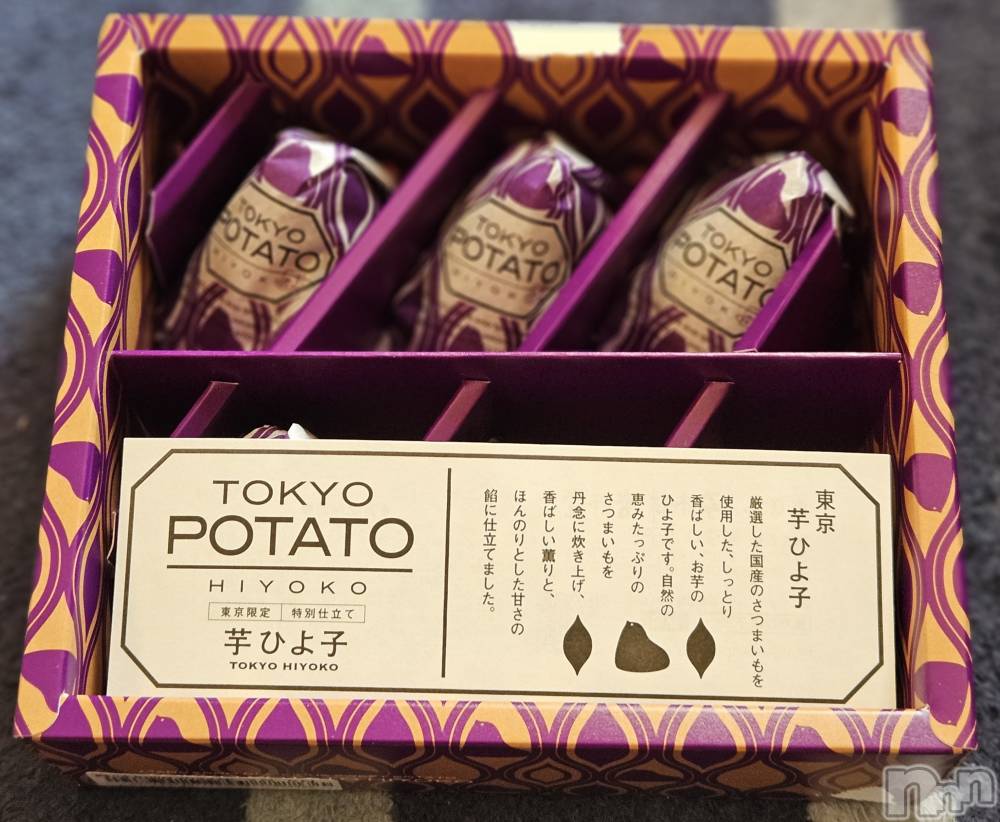 TOKYO
POTATO
HIYOKO
TOKYO
POTATO
HIYOKO
TOKYO
POTATO
HIYOKO
TOKYO
POTATO
HIYOKO
東京限定 特別仕立て
芋ひよ子
TOKYO HIYOKO
東京
芋ひよ子
厳選した国産のさつまいもを
使用した、しっとり
香ばしい、お芋の
ひよ子です。自然の
恵みたっぷりの
さつまいもを
丹念に炊き上げ、
香ばしい薫りと、
ほんのりとした甘さの
餡に仕立てました。
nnn